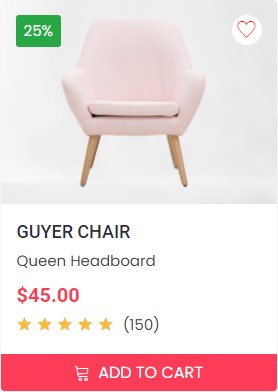 25%
GUYER CHAIR
Queen Headboard
$45.00
(150)
ADD TO CART